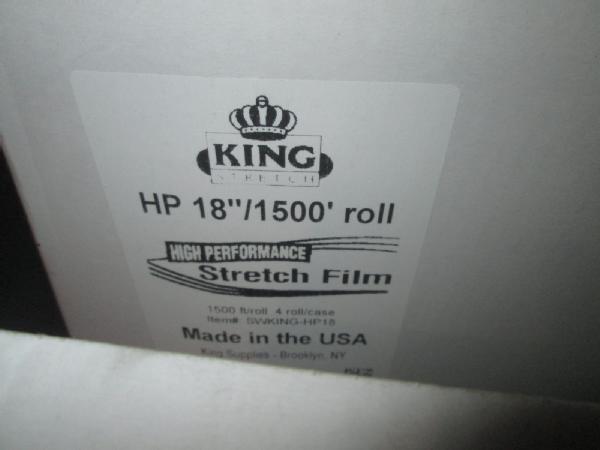 KING
STRETCH
HP 18"/1500' roll
HIGH PERFORMANCE
Stretch Film
1500 ft/roll 4 roll/case
Item#: SWKING-HP18
Made in the USA
King Supplies - Brooklyn, NY